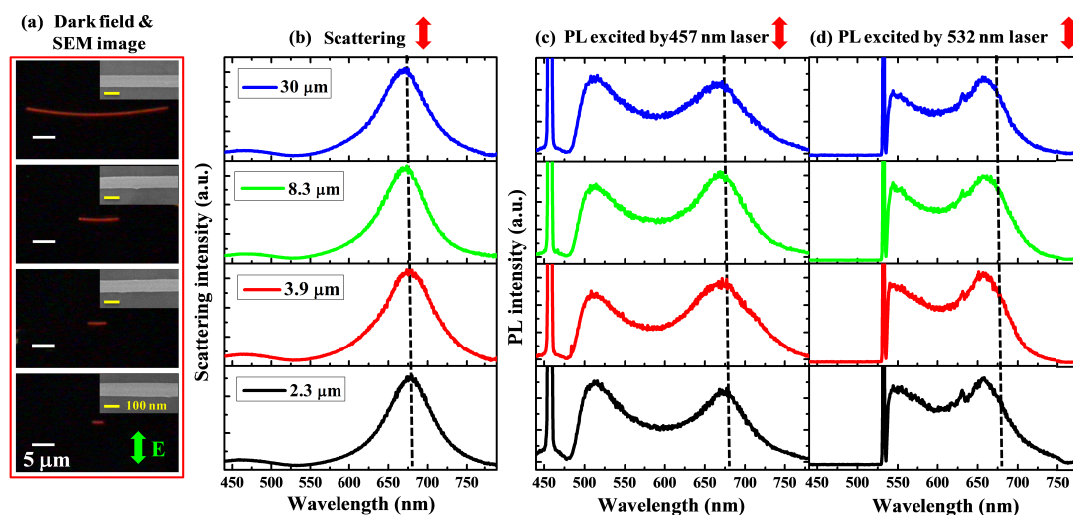 (a) Dark field &
SEM image
100 nm
E
5 μm
(b) Scattering
Scattering intensity (a.u.)
30 μm
8.3 μm
3.9 μm
2.3 μm
450 500 550 600 650 700 750
Wavelength (nm)
(c) PL excited by457 nm laser
PL intensity (a.u.)
450 500 550 600 650 700 750
Wavelength (nm)
(d) PL excited by 532 nm laser
450 500 550 600 650 700 750
Wavelength (nm)